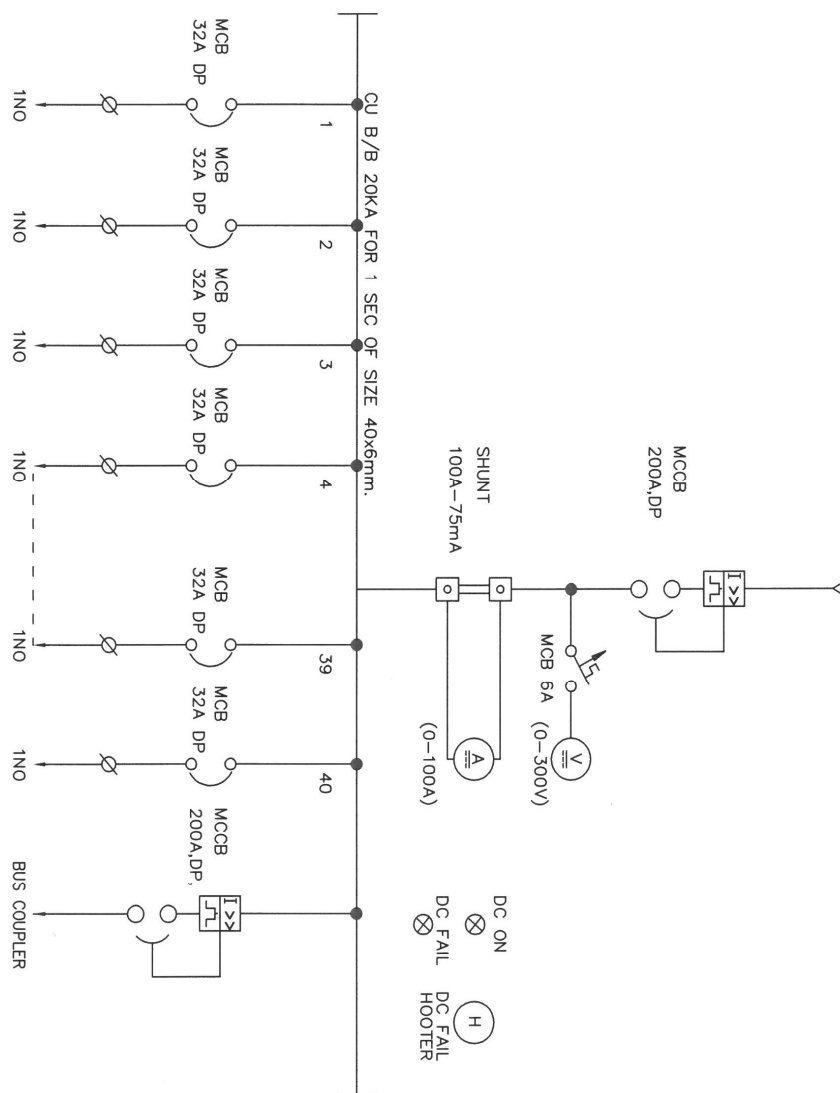 MCCB
200A,DP
I>>
MCB 6A
V
(0-300V)
SHUNT
100A-75mA
A
(0-100A)
DC ON
DC FAIL
H
DC FAIL
HOOTER
CU B/B 20KA FOR 1 SEC OF SIZE 40x6mm.
1
2
3
4
39
40
MCB
32A DP
MCB
32A DP
MCB
32A DP
MCB
32A DP
MCB
32A DP
MCB
32A DP
MCCB
200A,DP,
I>>
1NO
1NO
1NO
1NO
1NO
1NO
BUS COUPLER